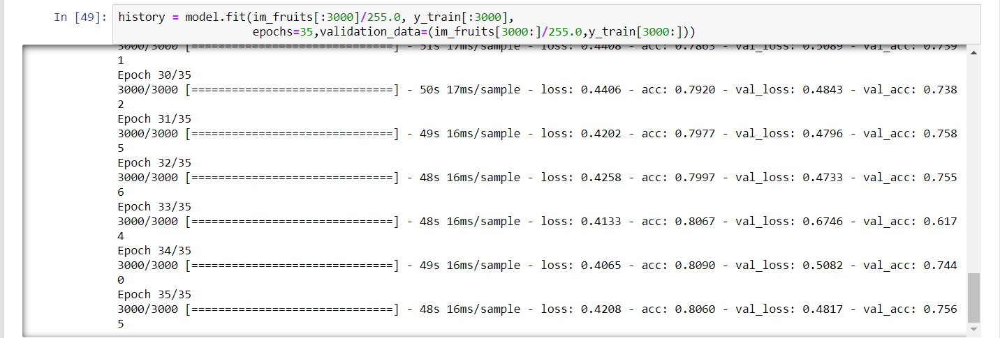 In [49]: history = model.fit(im_fruits[:3000]/255.0, y_train[:3000],
epochs=35,validation_data=(im_fruits[3000:]/255.0,y_train[3000:]))
3000/3000 [==============================] - 51s 17ms/sample - loss: 0.4408 - acc: 0.7863 - val_loss: 0.5089 - val_acc: 0.739
1
Epoch 30/35
3000/3000 [==============================] - 50s 17ms/sample - loss: 0.4406 - acc: 0.7920 - val_loss: 0.4843 - val_acc: 0.738
2
Epoch 31/35
3000/3000 [==============================] - 49s 16ms/sample - loss: 0.4202 - acc: 0.7977 - val_loss: 0.4796 - val_acc: 0.758
5
Epoch 32/35
3000/3000 [==============================] - 48s 16ms/sample - loss: 0.4258 - acc: 0.7997 - val_loss: 0.4733 - val_acc: 0.755
6
Epoch 33/35
3000/3000 [==============================] - 48s 16ms/sample - loss: 0.4133 - acc: 0.8067 - val_loss: 0.6746 - val_acc: 0.617
4
Epoch 34/35
3000/3000 [==============================] - 49s 16ms/sample - loss: 0.4065 - acc: 0.8090 - val_loss: 0.5082 - val_acc: 0.744
0
Epoch 35/35
3000/3000 [==============================] - 48s 16ms/sample - loss: 0.4208 - acc: 0.8060 - val_loss: 0.4817 - val_acc: 0.756
5